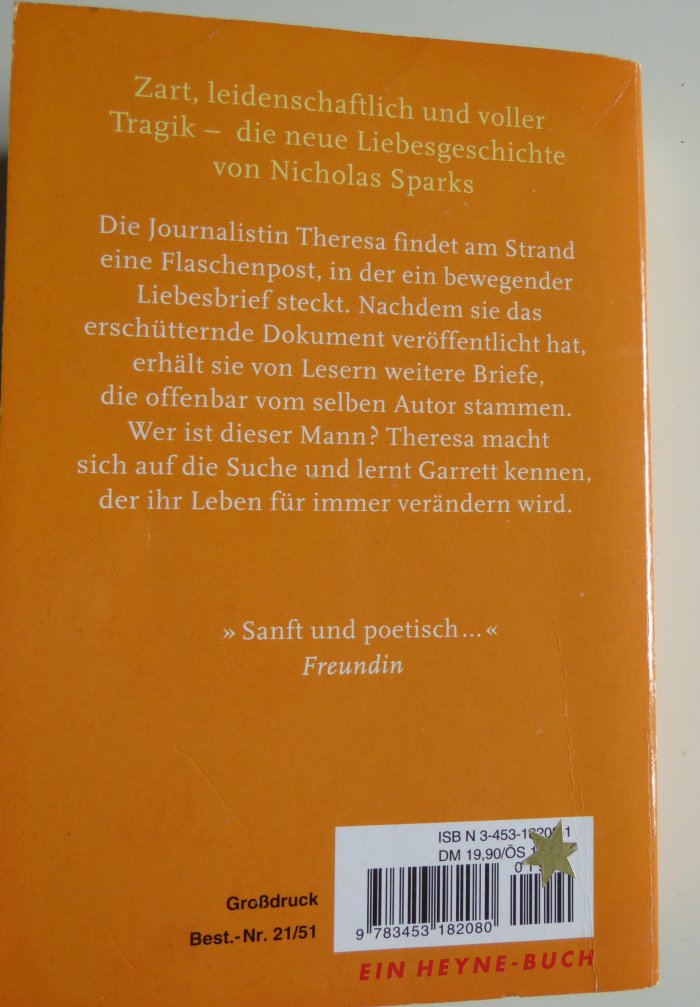 Zart, leidenschaftlich und voller
Tragik – die neue Liebesgeschichte
von Nicholas Sparks
Die Journalistin Theresa findet am Strand
eine Flaschenpost, in der ein bewegender
Liebesbrief steckt. Nachdem sie das
erschütternde Dokument veröffentlicht hat,
erhält sie von Lesern weitere Briefe,
die offenbar vom selben Autor stammen.
Wer ist dieser Mann? Theresa macht
sich auf die Suche und lernt Garrett kennen,
der ihr Leben für immer verändern wird.
» Sanft und poetisch... «
Freundin
ISBN
DM 19,90/ÖS
Großdruck
Best.-Nr. 21/51
9 783453 182080
EIN HEYNE-BUCH